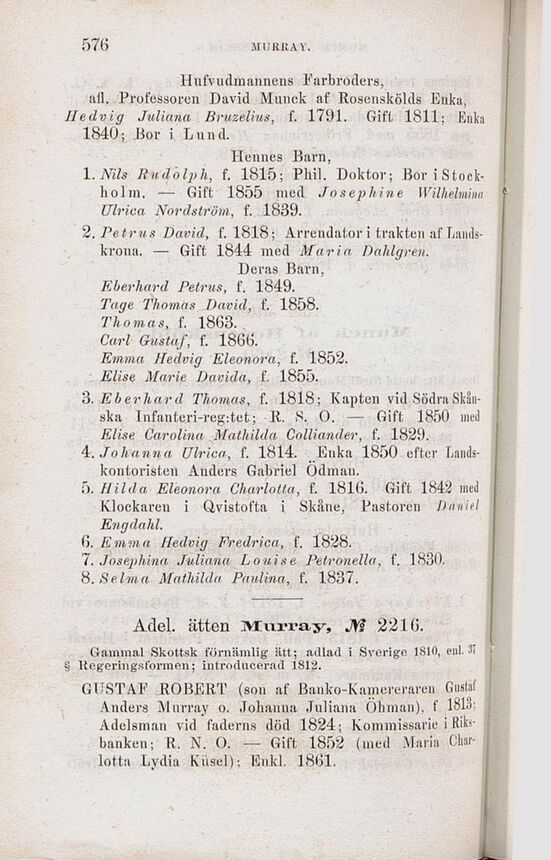 576
MURRAY.
Hufvudmannens Farbroders,
afl. Professoren David Munck af Rosenskölds Enka,
Hedvig Juliana Bruzelius, f. 1791. Gift 1811; Enka
1840; Bor i Lund.
Hennes Barn,
1. Nils Rudolph, f. 1815; Phil. Doktor; Bor i Stock-
holm. — Gift 1855 med Josephine Wilhelmina
Ulrica Nordström, f. 1839.
2. Petrus David, f. 1818; Arrendator i trakten af Lands-
krona. — Gift 1844 med Maria Dahlgren.
Deras Barn,
Eberhard Petrus, f. 1849.
Tage Thomas David, f. 1858.
Thomas, f. 1863.
Carl Gustaf, f. 1866.
Emma Hedvig Eleonora, f. 1852.
Elise Marie Davida, f. 1855.
3. Eberhard Thomas, f. 1818; Kapten vid Södra Skån-
ska Infanteri-reg:tet; R. S. O. — Gift 1850 med
Elise Carolina Mathilda Colliander, f. 1829.
4. Johanna Ulrica, f. 1814. Enka 1850 efter Lands-
kontoristen Anders Gabriel Ödman.
5. Hilda Eleonora Charlotta, f. 1816. Gift 1842 med
Klockaren i Qvistofta i Skåne, Pastoren Daniel
Engdahl.
6. Emma Hedvig Fredrica, f. 1828.
7. Josephina Juliana Louise Petronella, f. 1830.
8. Selma Mathilda Paulina, f. 1837.
Adel. ätten Murray, № 2216.
Gammal Skottsk förnämlig ätt; adlad i Sverige 1810, enl. 37
§ Regeringsformen; introducerad 1812.
GUSTAF ROBERT (son af Banko-Kamereraren Gustaf
Anders Murray o. Johanna Juliana Öhman), f 1813;
Adelsman vid faderns död 1824; Kommissarie i Riks-
banken; R. N. O. — Gift 1852 (med Maria Char-
lotta Lydia Küsel); Enkl. 1861.